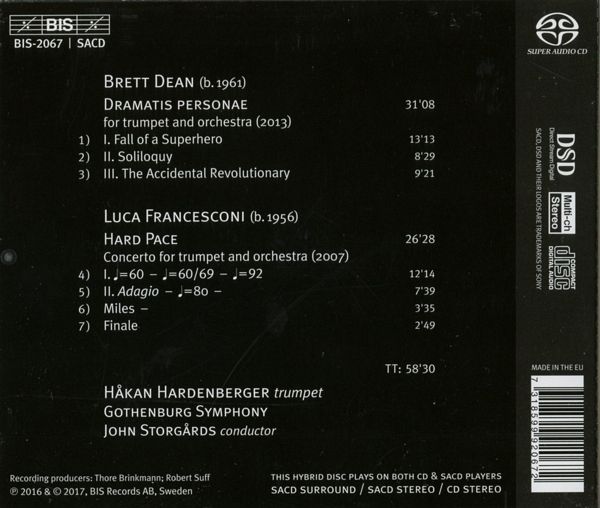 BIS
BIS-2067 | SACD
SUPER AUDIO CD
BRETT DEAN (b. 1961)
DRAMATIS PERSONAE 31'08
for trumpet and orchestra (2013)
1) I. Fall of a Superhero 13'13
2) II. Soliloquy 8'29
3) III. The Accidental Revolutionary 9'21
LUCA FRANCESCONI (b. 1956)
HARD PACE 26'28
Concerto for trumpet and orchestra (2007)
4) I. ♩=60 – ♩=60/69 – ♩=92 12'14
5) II. Adagio – ♩=80 – 7'39
6) Miles – 3'35
7) Finale 2'49
TT: 58'30
HÅKAN HARDENBERGER trumpet
GOTHENBURG SYMPHONY
JOHN STORGÅRDS conductor
Recording producers: Thore Brinkmann; Robert Suff
℗ 2016 & © 2017, BIS Records AB, Sweden
THIS HYBRID DISC PLAYS ON BOTH CD & SACD PLAYERS
SACD SURROUND / SACD STEREO / CD STEREO
DSD
Direct Stream Digital
SACD, DSD AND THEIR LOGOS ARE TRADEMARKS OF SONY
Multi-ch
Stereo
COMPACT
disc
DIGITAL AUDIO
MADE IN THE EU
7 318599 920672